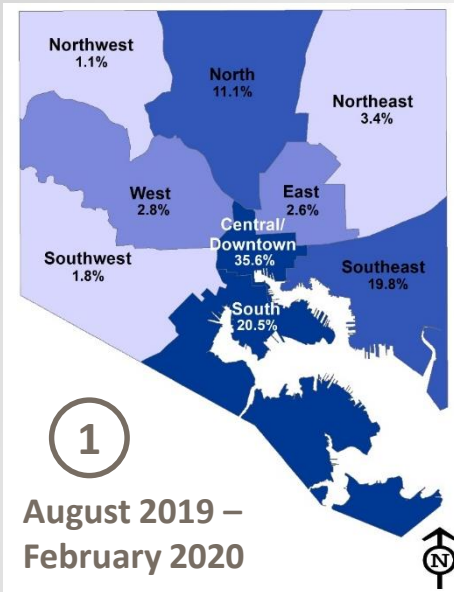 Northwest
1.1%
North
11.1%
Northeast
3.4%
West
2.8%
East
2.6%
Central/
Downtown
35.6%
Southwest
1.8%
Southeast
19.8%
South
20.5%
1
August 2019 –
February 2020
N